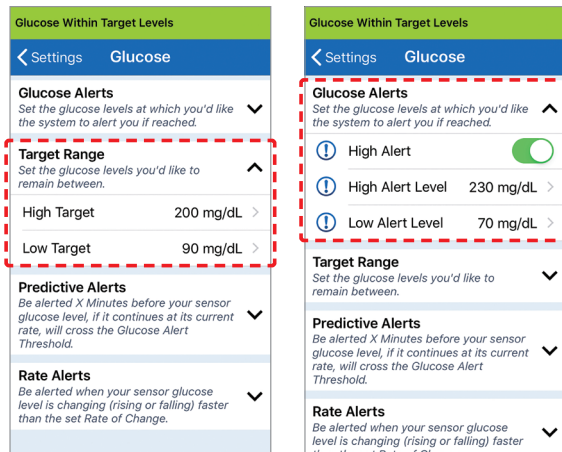 Glucose Within Target Levels
Settings Glucose
Glucose Alerts
Set the glucose levels at which you'd like
the system to alert you if reached.
Target Range
Set the glucose levels you'd like to
remain between.
High Target 200 mg/dL
Low Target 90 mg/dL
Predictive Alerts
Be alerted X Minutes before your sensor
glucose level, if it continues at its current
rate, will cross the Glucose Alert
Threshold.
Rate Alerts
Be alerted when your sensor glucose
level is changing (rising or falling) faster
than the set Rate of Change.
Glucose Within Target Levels
Settings Glucose
Glucose Alerts
Set the glucose levels at which you'd like
the system to alert you if reached.
High Alert
High Alert Level 230 mg/dL
Low Alert Level 70 mg/dL
Target Range
Set the glucose levels you'd like to
remain between.
Predictive Alerts
Be alerted X Minutes before your sensor
glucose level, if it continues at its current
rate, will cross the Glucose Alert
Threshold.
Rate Alerts
Be alerted when your sensor glucose
level is changing (rising or falling) faster